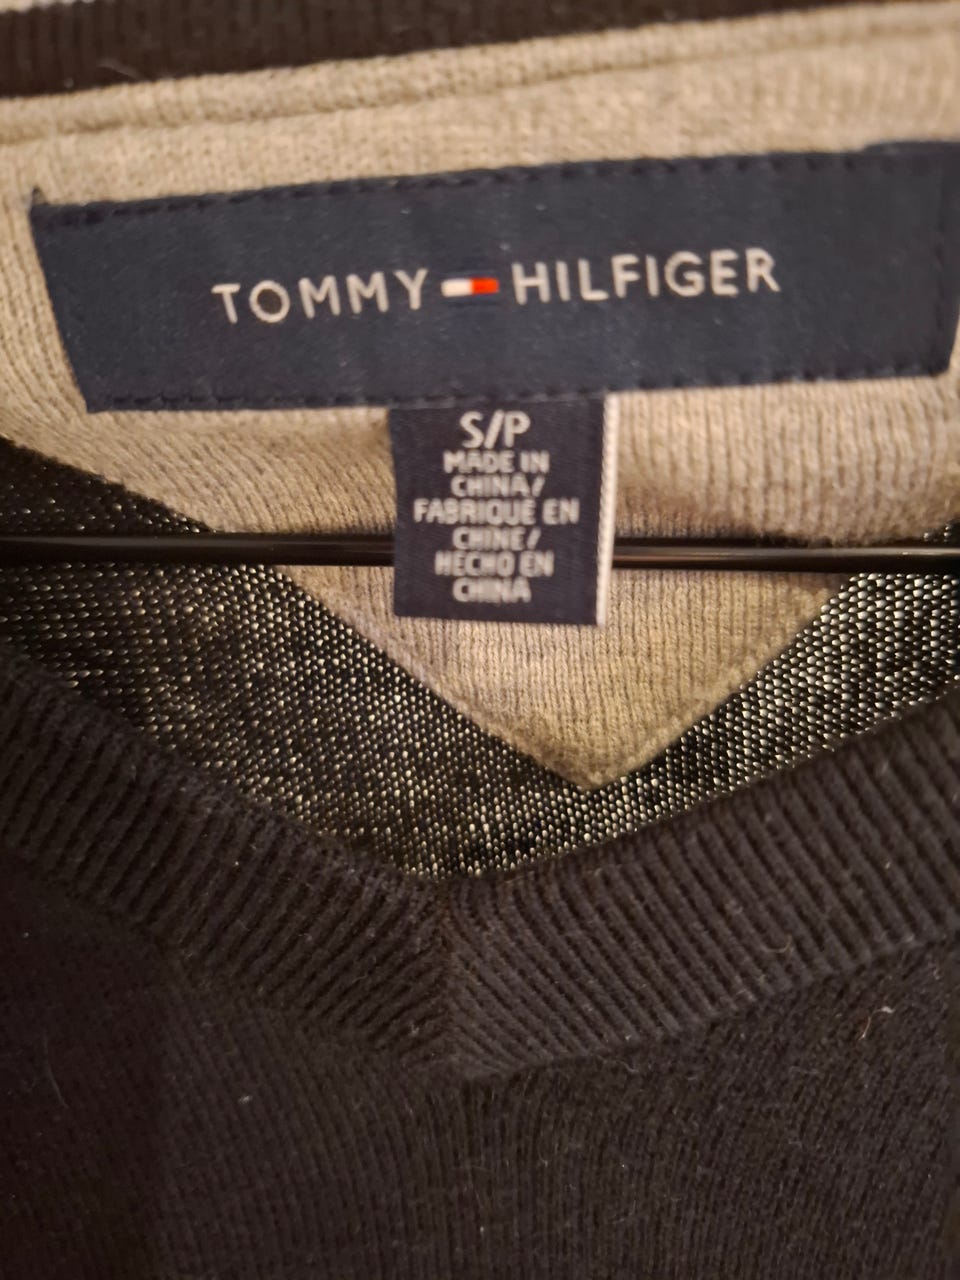 TOMMY HILFIGER
S/P
MADE IN
CHINA/
FABRIQUÉ EN
CHINE/
HECHO EN
CHINA